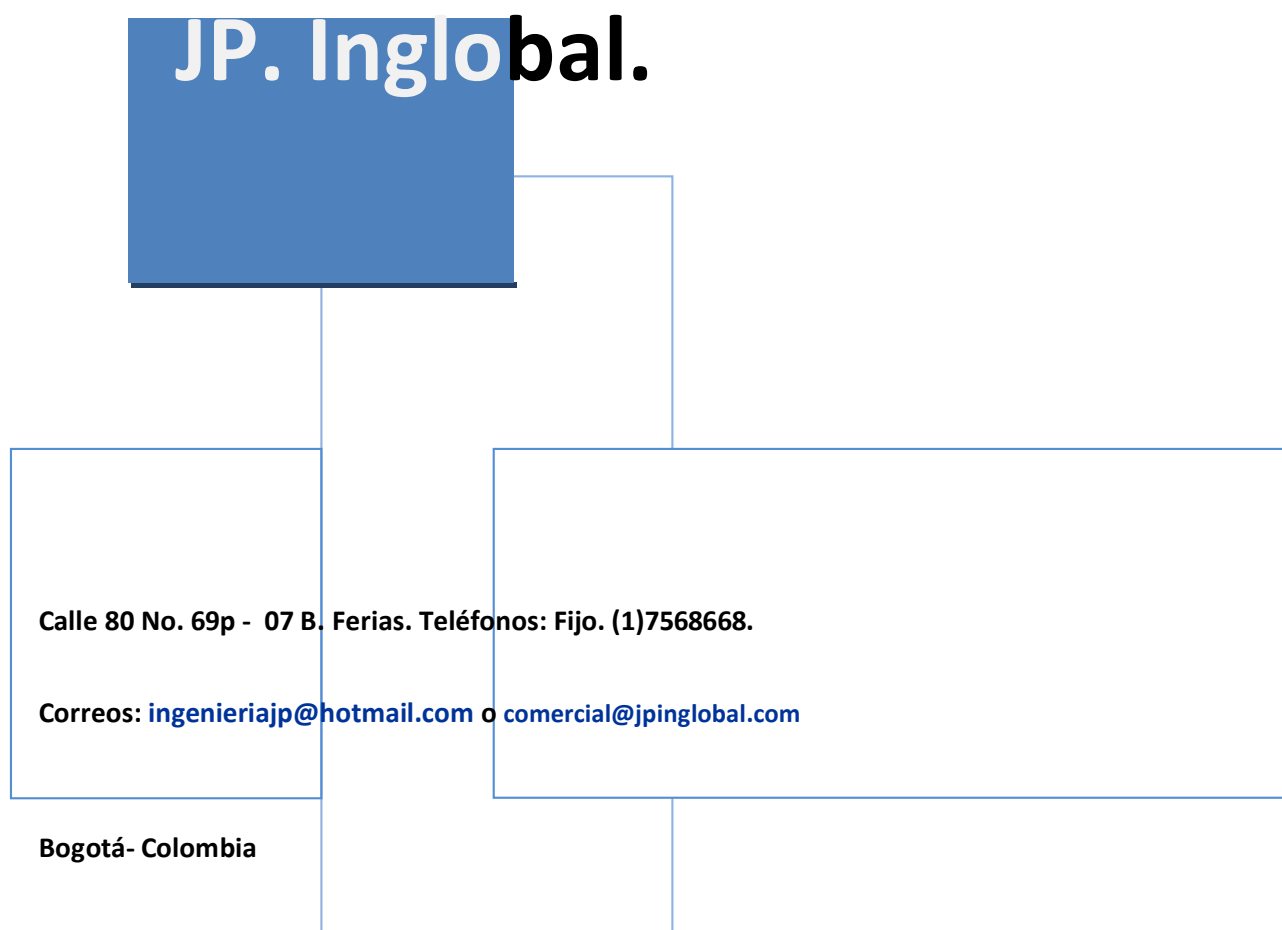 JP. Inglobal.
Calle 80 No. 69p -  07 B. Ferias. Teléfonos: Fijo. (1)7568668.
Correos: ingenieriajp@hotmail.com o comercial@jpinglobal.com
Bogotá- Colombia